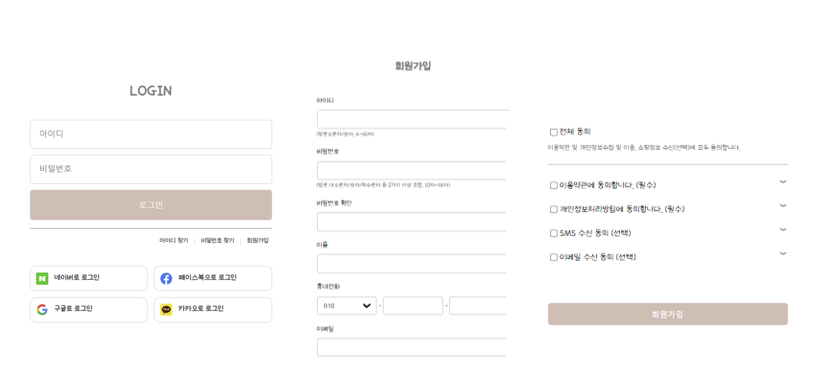 LOGIN
아이디
비밀번호
로그인
아이디 찾기 | 비밀번호 찾기 | 회원가입
네이버로 로그인
페이스북으로 로그인
구글로 로그인
카카오로 로그인
회원가입
아이디
(영문소문자/숫자, 4~16자)
비밀번호
(영문 대소문자/숫자/특수문자 중 2가지 이상 조합, 10자~16자)
비밀번호 확인
이름
휴대전화
010 - -
이메일
전체 동의
이용약관 및 개인정보수집 및 이용, 쇼핑정보 수신(선택)에 모두 동의합니다.
이용약관에 동의합니다. (필수)
개인정보처리방침에 동의합니다. (필수)
SMS 수신 동의 (선택)
이메일 수신 동의 (선택)
회원가입